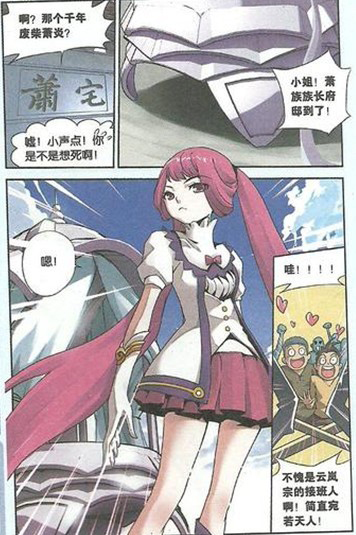 啊？那个千年
废柴萧炎？
萧宅
嘘！小声点！你
是不是想死啊！
小姐！萧
族族长府
邸到了！
嗯！
哇！！！！
不愧是云岚
宗的接班人
啊！简直宛
若天人！